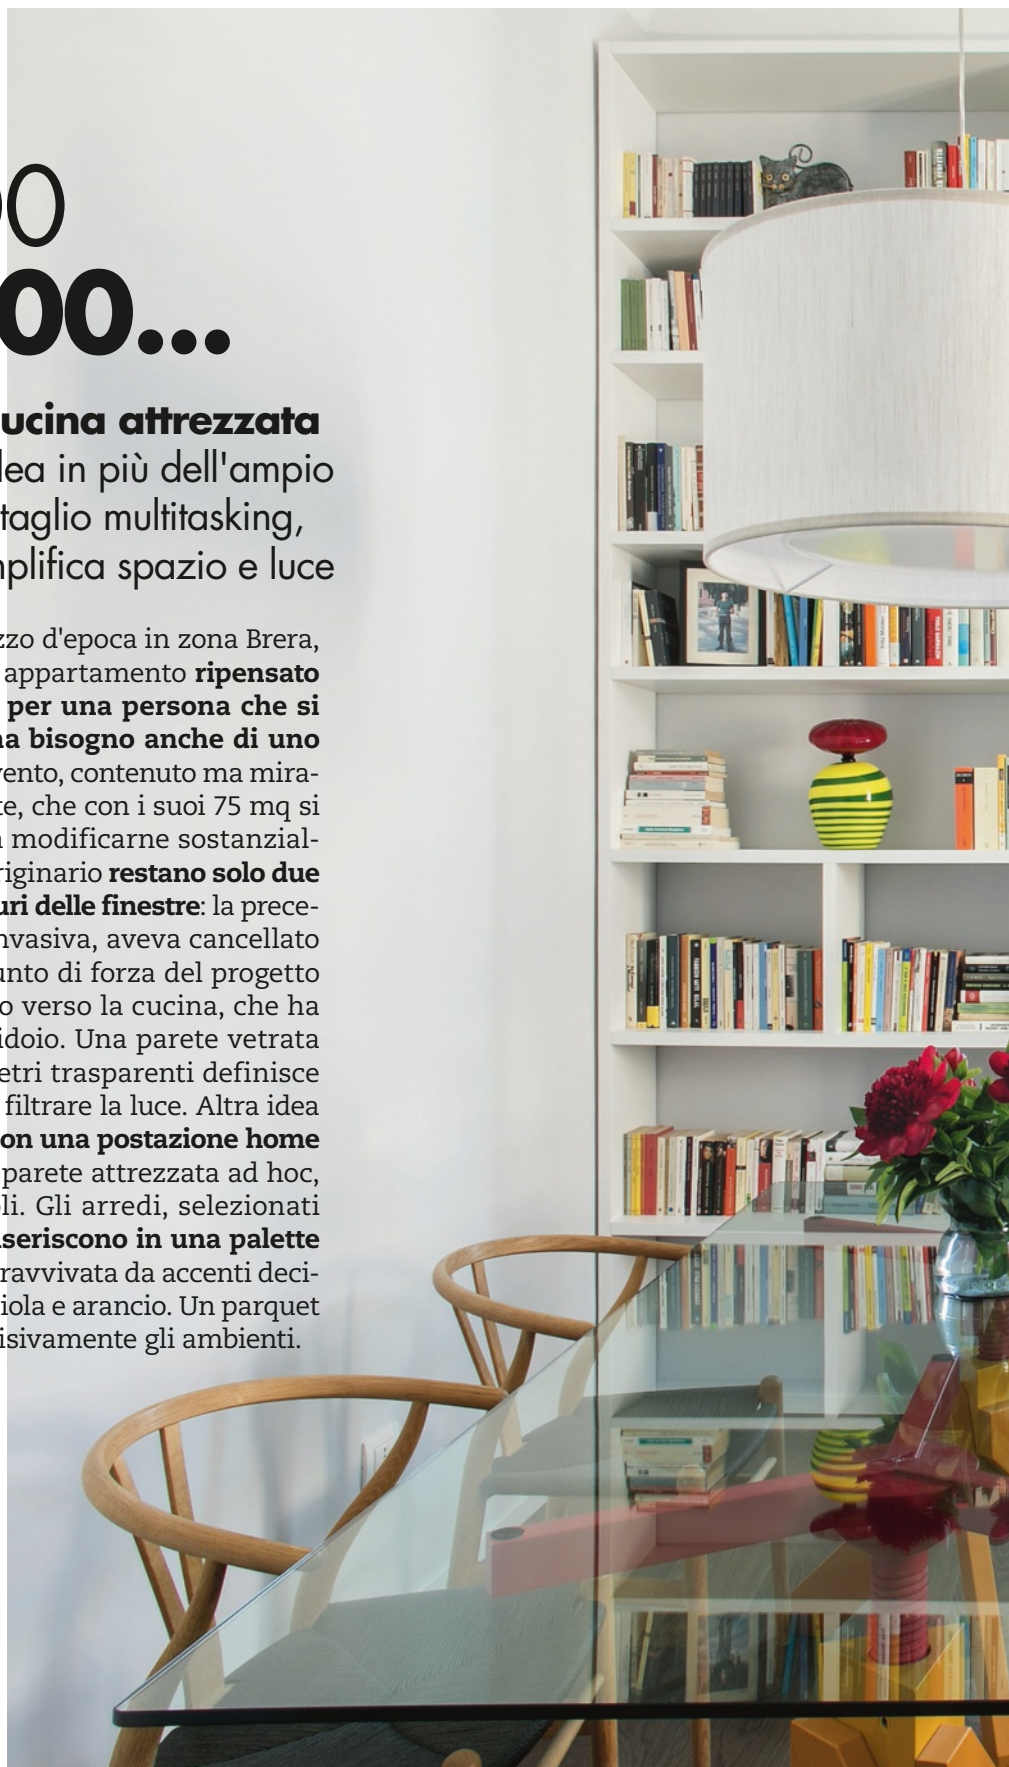 00
00...
ucina attrezzata
dea in più dell'ampio
taglio multitasking,
mplifica spazio e luce
zzo d'epoca in zona Brera,
appartamento ripensato
per una persona che si
ha bisogno anche di uno
vento, contenuto ma mira-
te, che con i suoi 75 mq si
a modificarne sostanzial-
riginario restano solo due
uri delle finestre: la prece-
nvasiva, aveva cancellato
unto di forza del progetto
o verso la cucina, che ha
idoio. Una parete vetrata
etri trasparenti definisce
filtrare la luce. Altra idea
on una postazione home
parete attrezzata ad hoc,
li. Gli arredi, selezionati
seriscono in una palette
ravvivata da accenti deci-
iola e arancio. Un parquet
isivamente gli ambienti.